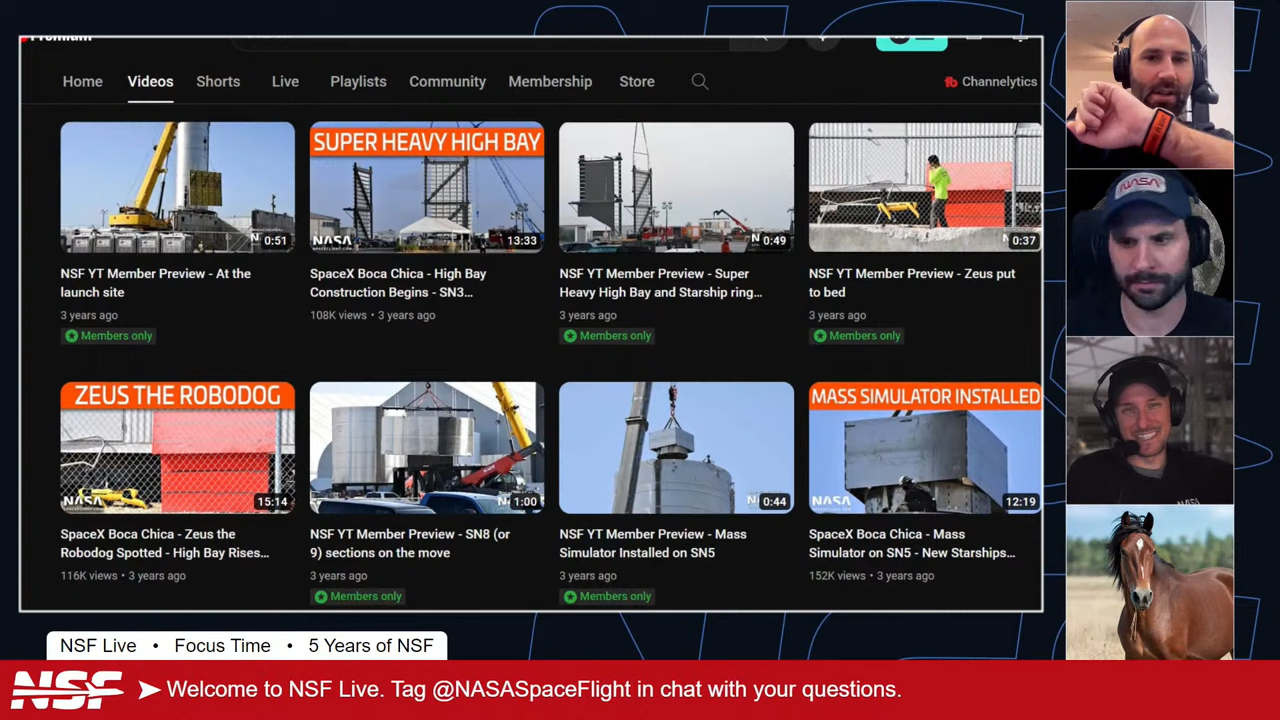 Premium
Home Videos Shorts Live Playlists Community Membership Store Channelytics
0:51
SUPER HEAVY HIGH BAY
NASA
13:33
N 0:49
0:37
NSF YT Member Preview - At the
launch site
3 years ago
Members only
SpaceX Boca Chica - High Bay
Construction Begins - SN3...
108K views • 3 years ago
NSF YT Member Preview - Super
Heavy High Bay and Starship ring...
3 years ago
Members only
NSF YT Member Preview - Zeus put
to bed
3 years ago
Members only
ZEUS THE ROBODOG
NASA
15:14
1:00
0:44
MASS SIMULATOR INSTALLED
NASA
12:19
SpaceX Boca Chica - Zeus the
Robodog Spotted - High Bay Rises...
116K views • 3 years ago
NSF YT Member Preview - SN8 (or
9) sections on the move
3 years ago
Members only
NSF YT Member Preview - Mass
Simulator Installed on SN5
3 years ago
Members only
SpaceX Boca Chica - Mass
Simulator on SN5 - New Starships...
152K views • 3 years ago
NASA
NSF Live • Focus Time • 5 Years of NSF
NSF
Welcome to NSF Live. Tag @NASASpaceFlight in chat with your questions.